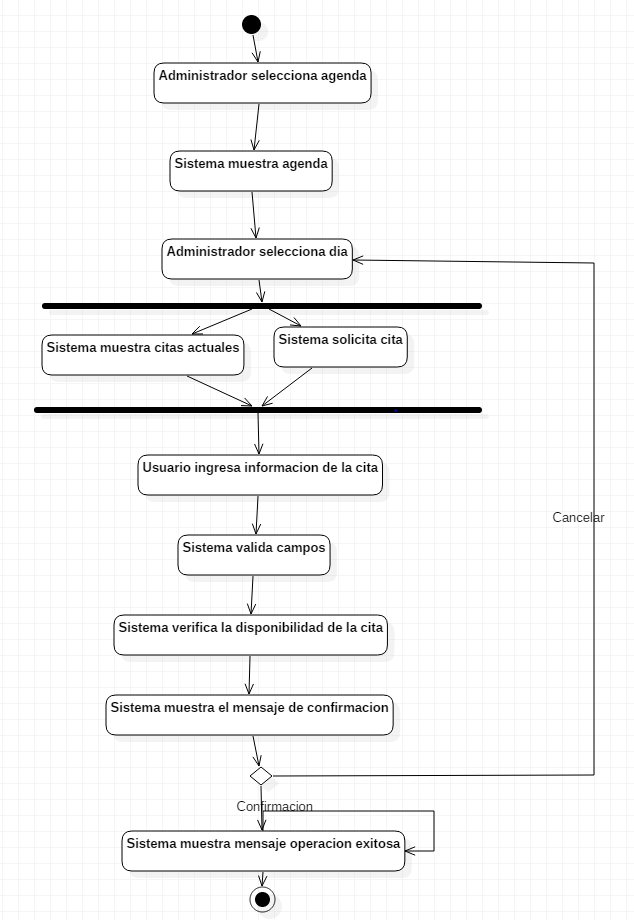 Administrador selecciona agenda
Sistema muestra agenda
Administrador selecciona dia
Sistema muestra citas actuales
Sistema solicita cita
Usuario ingresa informacion de la cita
Cancelar
Sistema valida campos
Sistema verifica la disponibilidad de la cita
Sistema muestra el mensaje de confirmacion
Confirmacion
Sistema muestra mensaje operacion exitosa